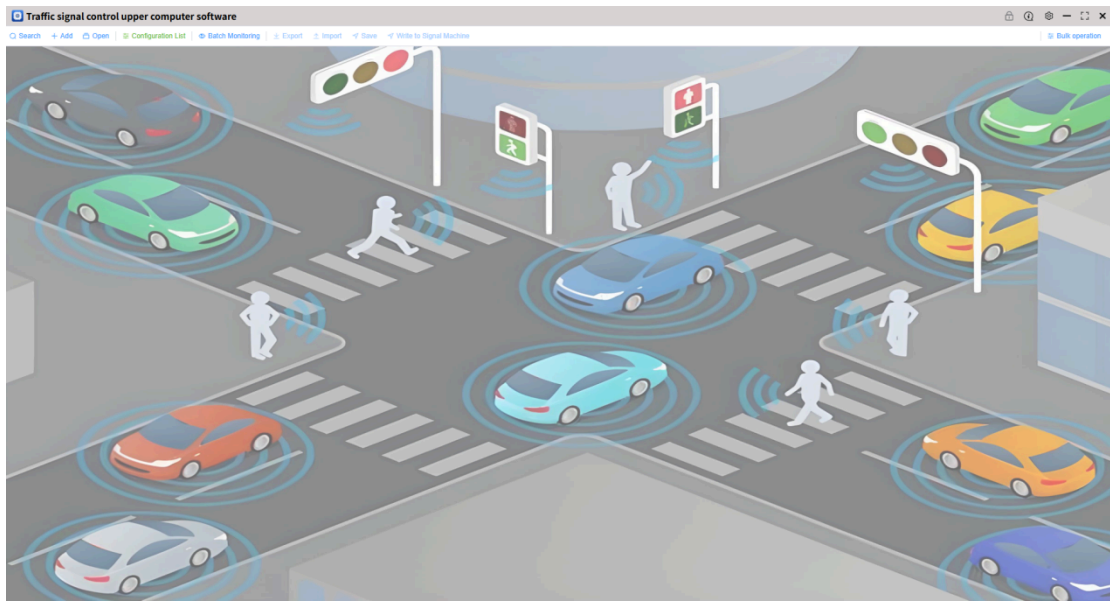 Traffic signal control upper computer software
Search Add Open Configuration List Batch Monitoring Export Import Save Write to Signal Machine Bulk operation